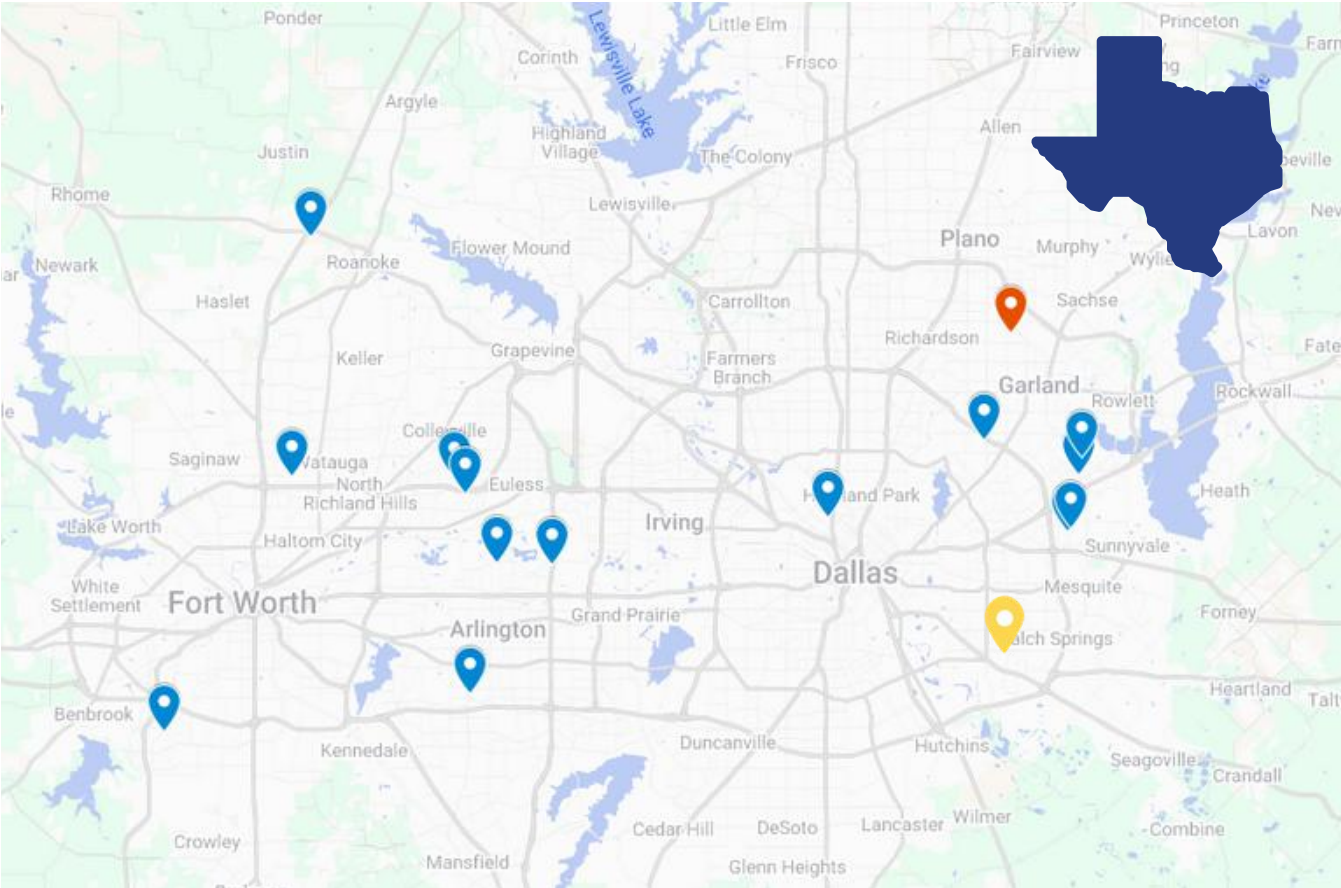 Ponder
Little Elm
Princeton
Corinth
Frisco
Fairview
Lewisville Lake
Argyle
Highland
Village
Allen
Justin
The Colony
Rhome
Lewisville
Plano
Murphy
Lavon
Newark
Roanoke
Flower Mound
Haslet
Carrollton
Sachse
Richardson
Keller
Grapevine
Farmers
Branch
Garland
Rowlett
Rockwall
Saginaw
North
Richland Hills
Euless
Heath
Lake Worth
Haltom City
Irving
Sunnyvale
White
Settlement
Fort Worth
Dallas
Mesquite
Arlington
Grand Prairie
Forney
Springs
Benbrook
Heartland
Kennedale
Duncanville
Hutchins
Seagoville
Crandall
Crowley
Cedar Hill
DeSoto
Lancaster
Wilmer
Combine
Mansfield
Glenn Heights